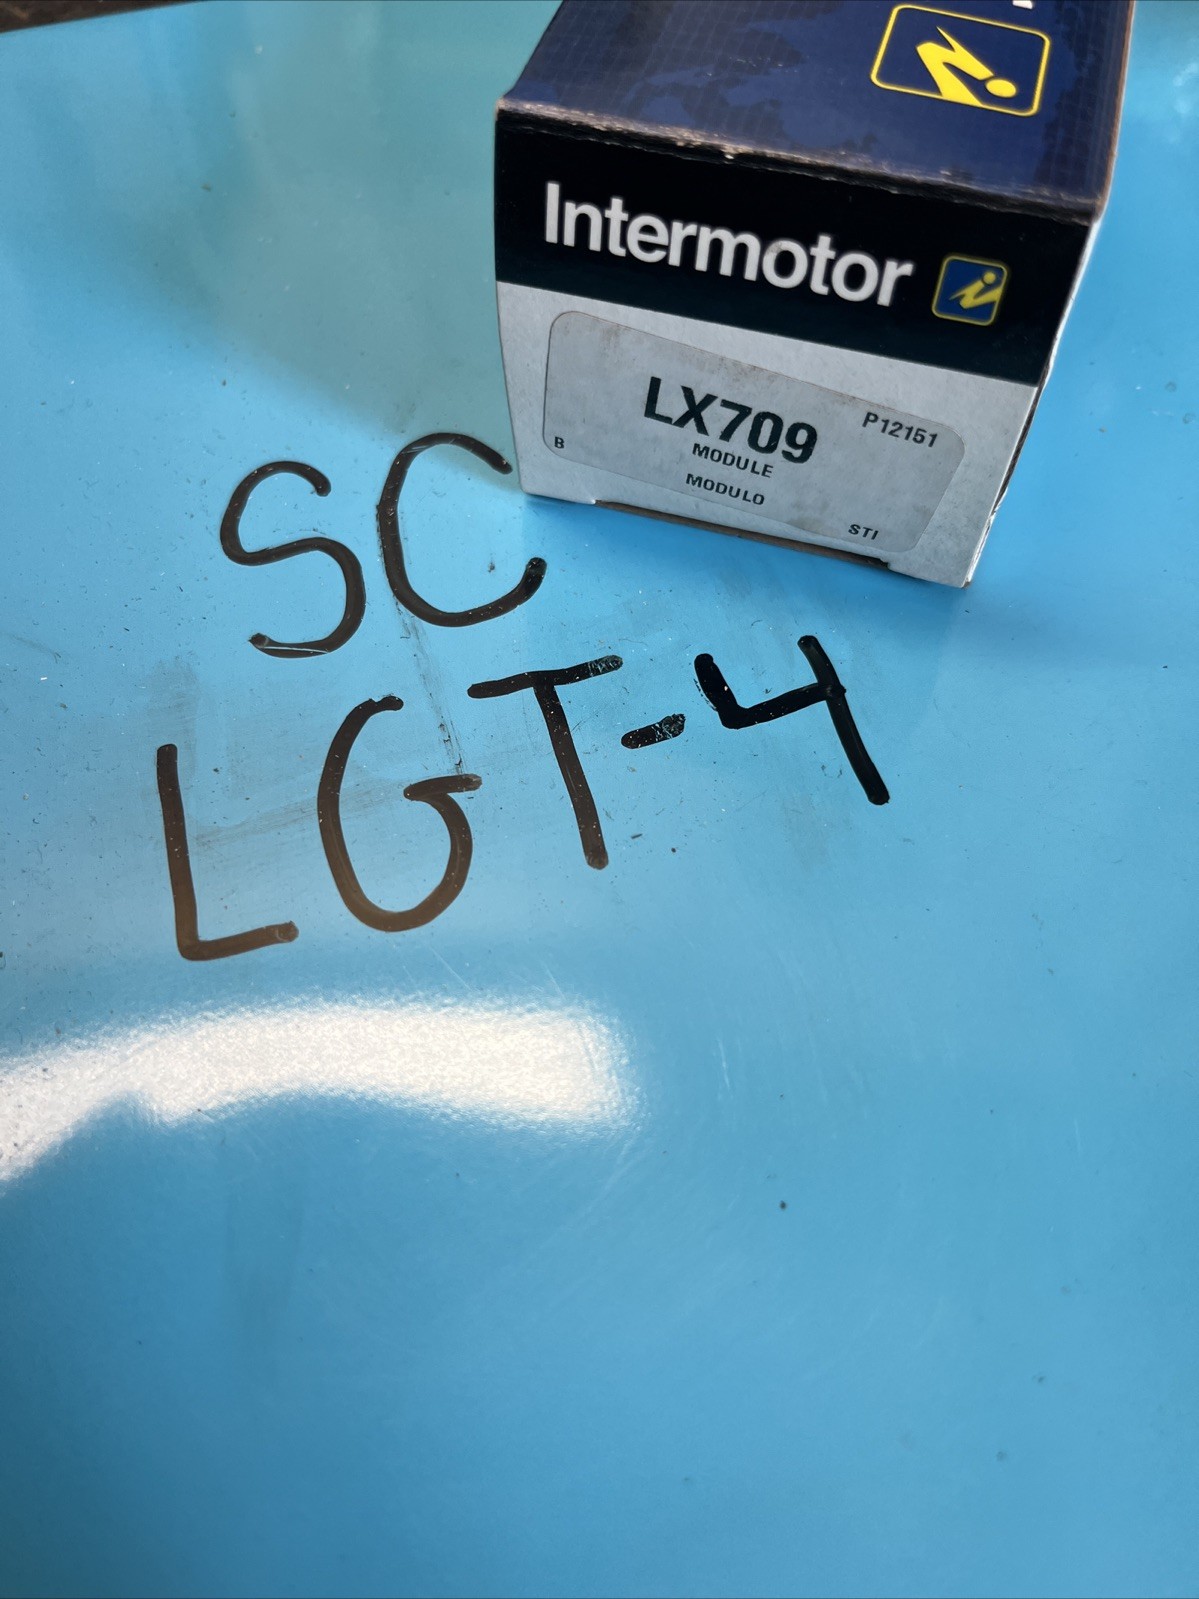 Intermotor
LX709
P12151
MODULE
B
MODULO
STI
SC
LGT-4